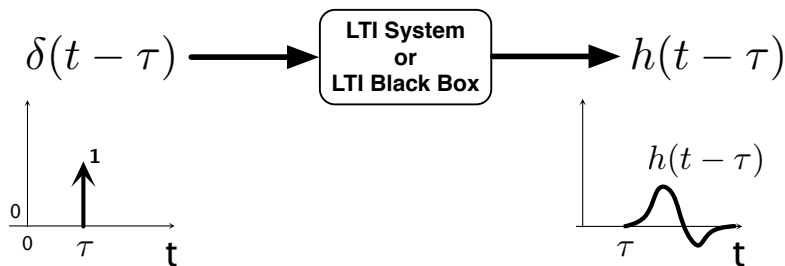 δ(t − τ)
LTI System
or
LTI Black Box
h(t − τ)
1
0
0
τ
t
h(t − τ)
τ
t